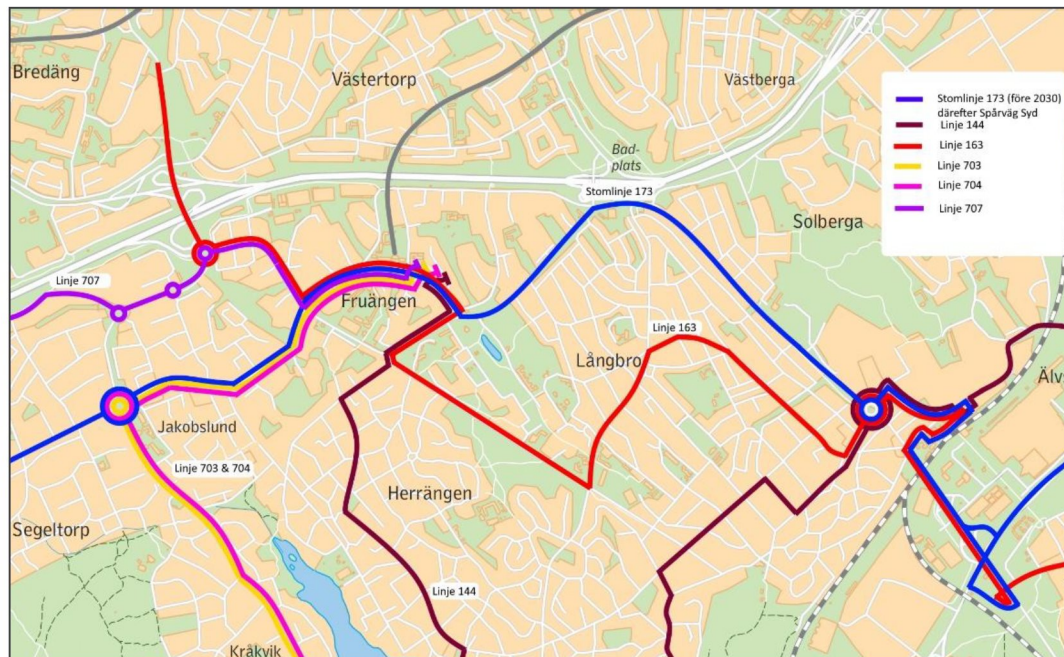 Bredäng
Västertorp
Västberga
Stomlinje 173 (före 2030)
därefter Spårväg Syd
Linje 144
Linje 163
Linje 703
Linje 704
Linje 707
Bad-
plats
Stomlinje 173
Solberga
Linje 707
Fruängen
Linje 163
Långbro
Älv
Jakobslund
Linje 703 & 704
Herrängen
Segeltorp
Linje 144
Kråkvik